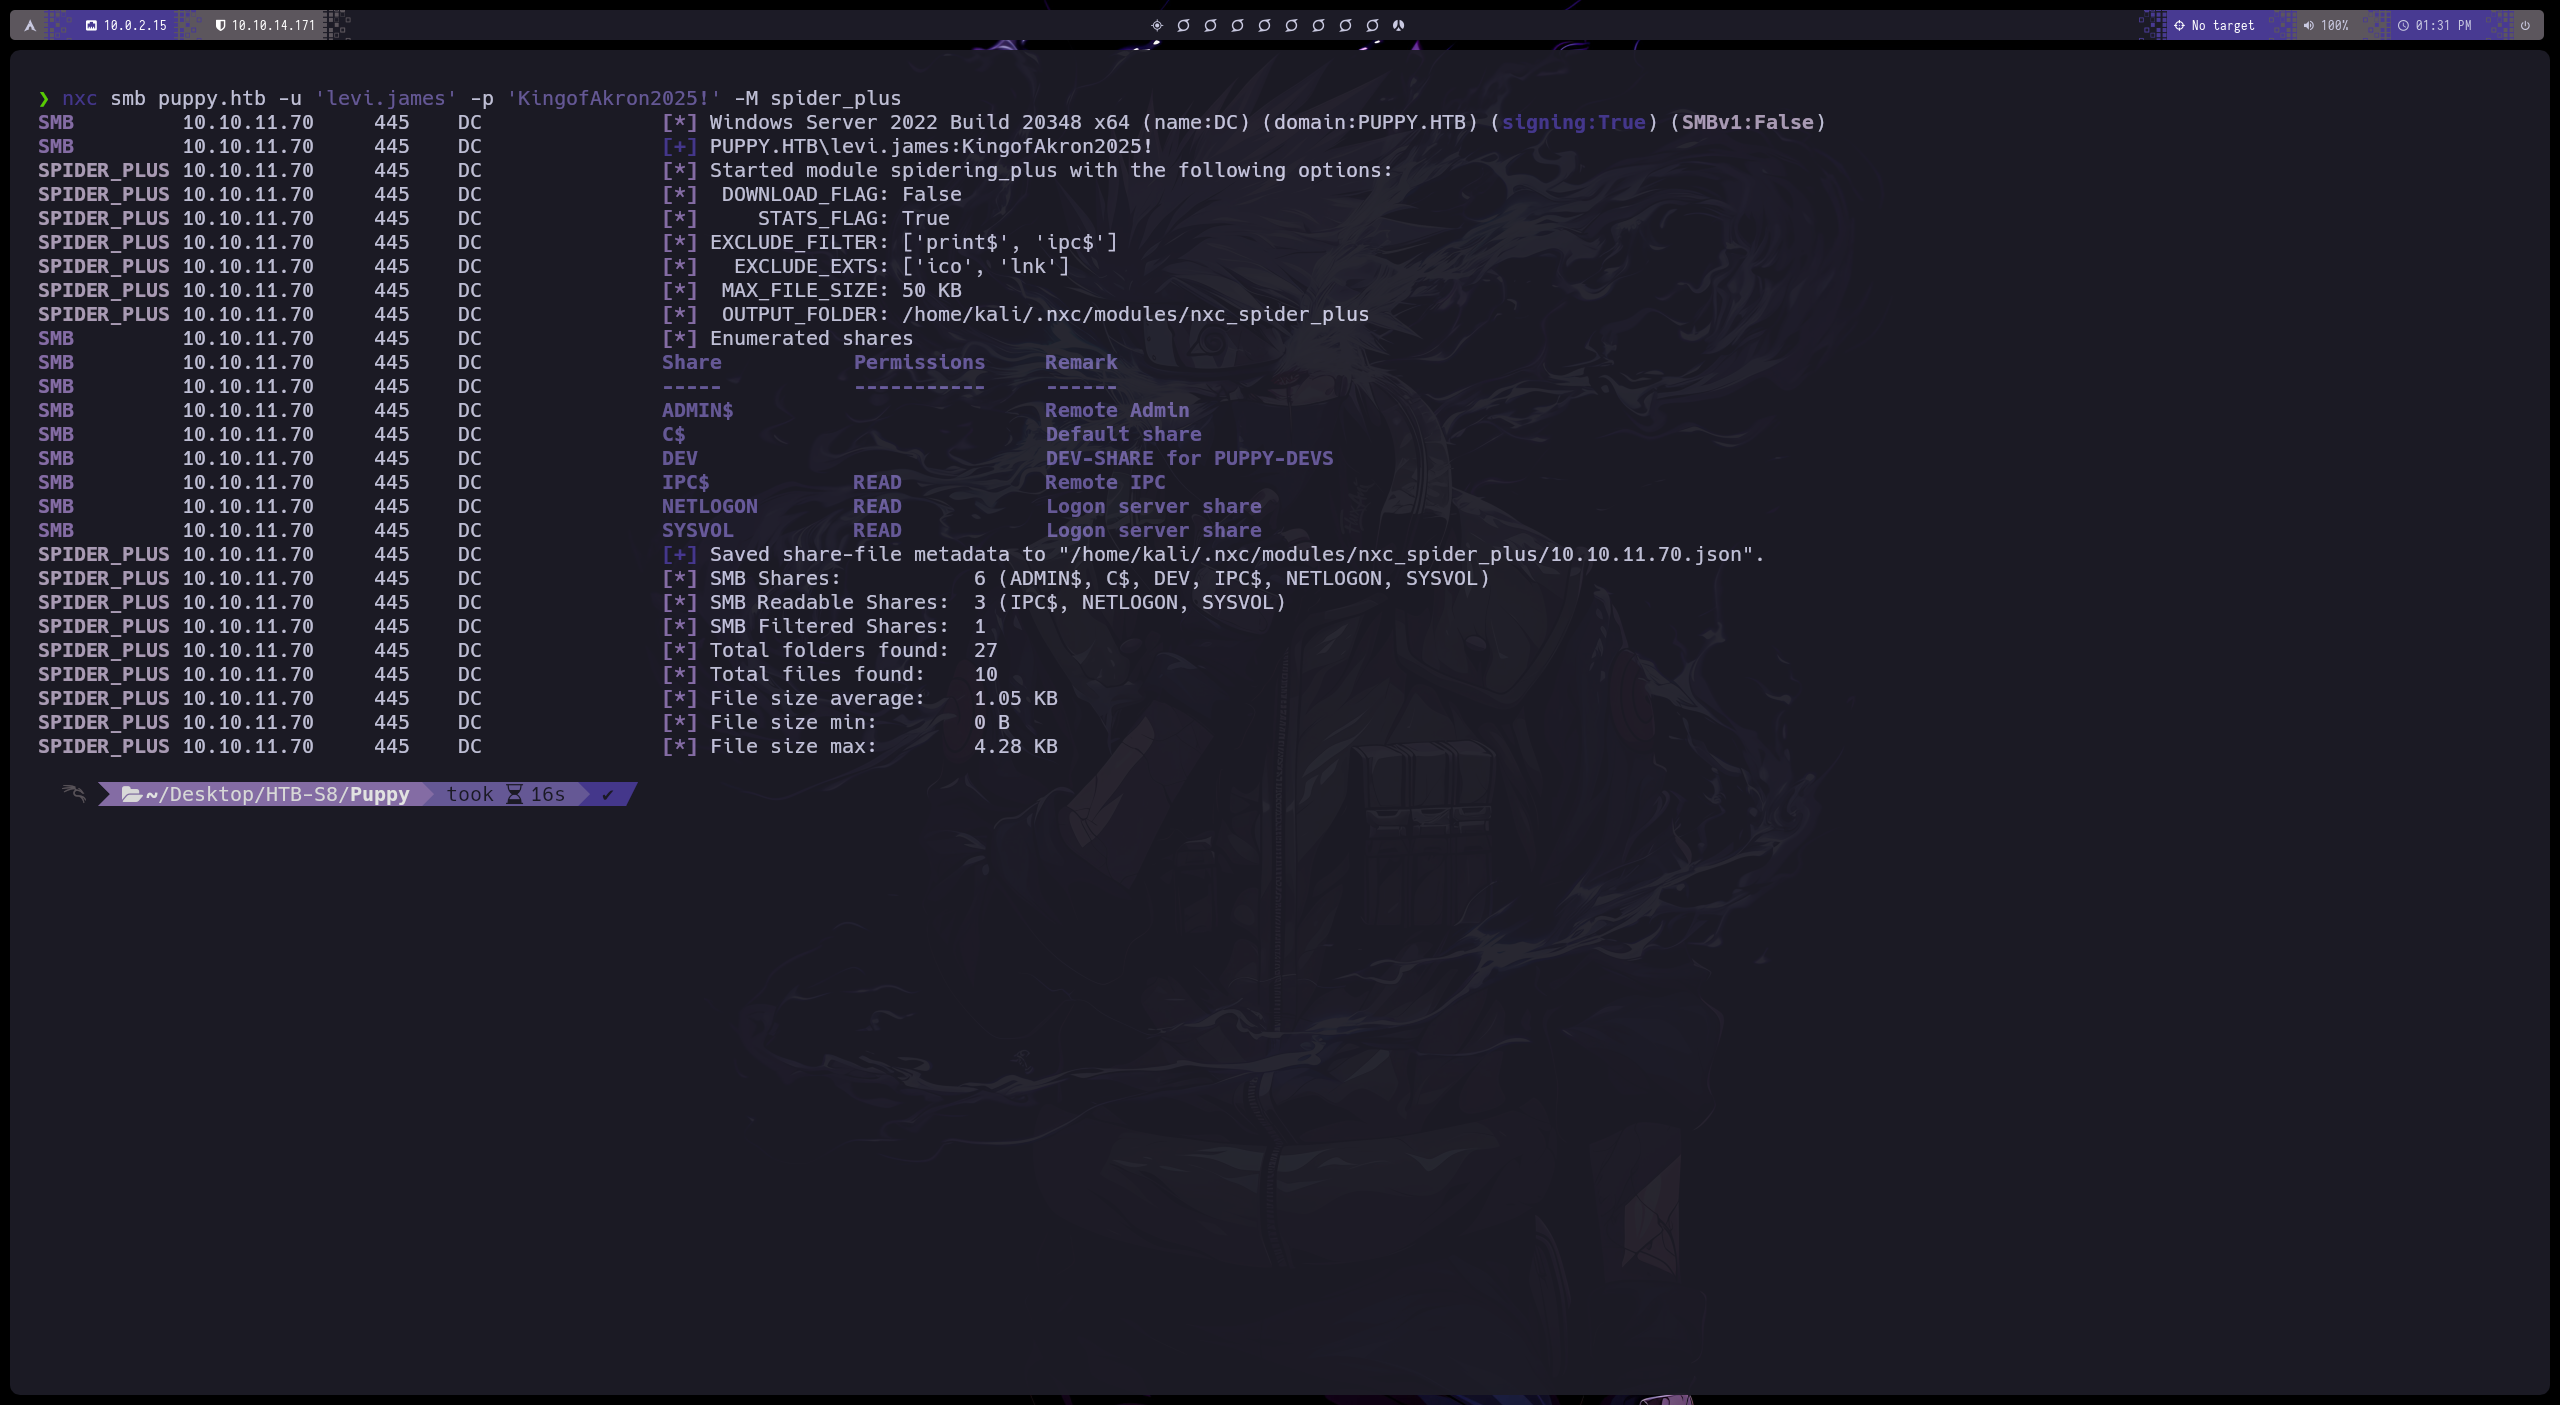 10.0.2.15 10.10.14.171 No target 100% 01:31 PM
❯ nxc smb puppy.htb -u 'levi.james' -p 'KingofAkron2025!' -M spider_plus
SMB 10.10.11.70 445 DC [*] Windows Server 2022 Build 20348 x64 (name:DC) (domain:PUPPY.HTB) (signing:True) (SMBv1:False)
SMB 10.10.11.70 445 DC [+] PUPPY.HTB\levi.james:KingofAkron2025!
SPIDER_PLUS 10.10.11.70 445 DC [*] Started module spidering_plus with the following options:
SPIDER_PLUS 10.10.11.70 445 DC [*] DOWNLOAD_FLAG: False
SPIDER_PLUS 10.10.11.70 445 DC [*] STATS_FLAG: True
SPIDER_PLUS 10.10.11.70 445 DC [*] EXCLUDE_FILTER: ['print$', 'ipc$']
SPIDER_PLUS 10.10.11.70 445 DC [*] EXCLUDE_EXTS: ['ico', 'lnk']
SPIDER_PLUS 10.10.11.70 445 DC [*] MAX_FILE_SIZE: 50 KB
SPIDER_PLUS 10.10.11.70 445 DC [*] OUTPUT_FOLDER: /home/kali/.nxc/modules/nxc_spider_plus
SMB 10.10.11.70 445 DC [*] Enumerated shares
SMB 10.10.11.70 445 DC Share Permissions Remark
SMB 10.10.11.70 445 DC ----- ----------- ------
SMB 10.10.11.70 445 DC ADMIN$ Remote Admin
SMB 10.10.11.70 445 DC C$ Default share
SMB 10.10.11.70 445 DC DEV DEV-SHARE for PUPPY-DEVS
SMB 10.10.11.70 445 DC IPC$ READ Remote IPC
SMB 10.10.11.70 445 DC NETLOGON READ Logon server share
SMB 10.10.11.70 445 DC SYSVOL READ Logon server share
SPIDER_PLUS 10.10.11.70 445 DC [+] Saved share-file metadata to "/home/kali/.nxc/modules/nxc_spider_plus/10.10.11.70.json".
SPIDER_PLUS 10.10.11.70 445 DC [*] SMB Shares: 6 (ADMIN$, C$, DEV, IPC$, NETLOGON, SYSVOL)
SPIDER_PLUS 10.10.11.70 445 DC [*] SMB Readable Shares: 3 (IPC$, NETLOGON, SYSVOL)
SPIDER_PLUS 10.10.11.70 445 DC [*] SMB Filtered Shares: 1
SPIDER_PLUS 10.10.11.70 445 DC [*] Total folders found: 27
SPIDER_PLUS 10.10.11.70 445 DC [*] Total files found: 10
SPIDER_PLUS 10.10.11.70 445 DC [*] File size average: 1.05 KB
SPIDER_PLUS 10.10.11.70 445 DC [*] File size min: 0 B
SPIDER_PLUS 10.10.11.70 445 DC [*] File size max: 4.28 KB
~/Desktop/HTB-S8/Puppy took 16s ✔